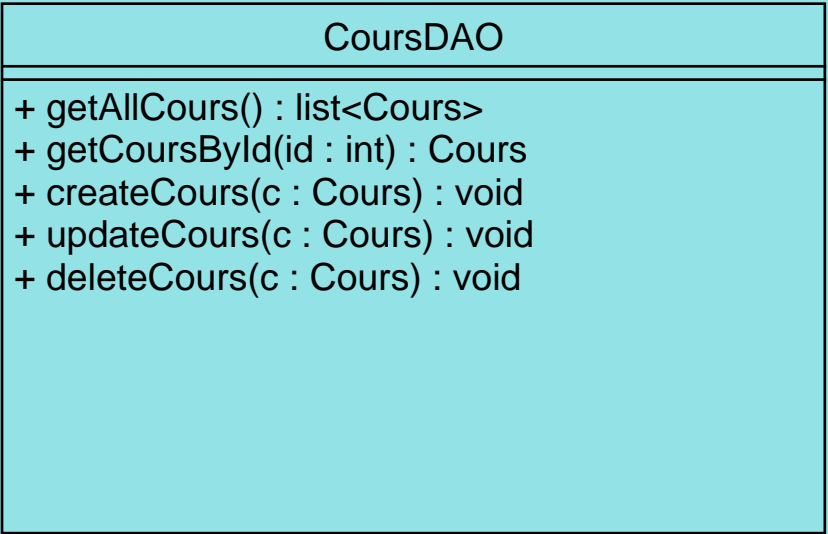 CoursDAO
+ getAllCours() : list<Cours>
+ getCoursById(id : int) : Cours
+ createCours(c : Cours) : void
+ updateCours(c : Cours) : void
+ deleteCours(c : Cours) : void